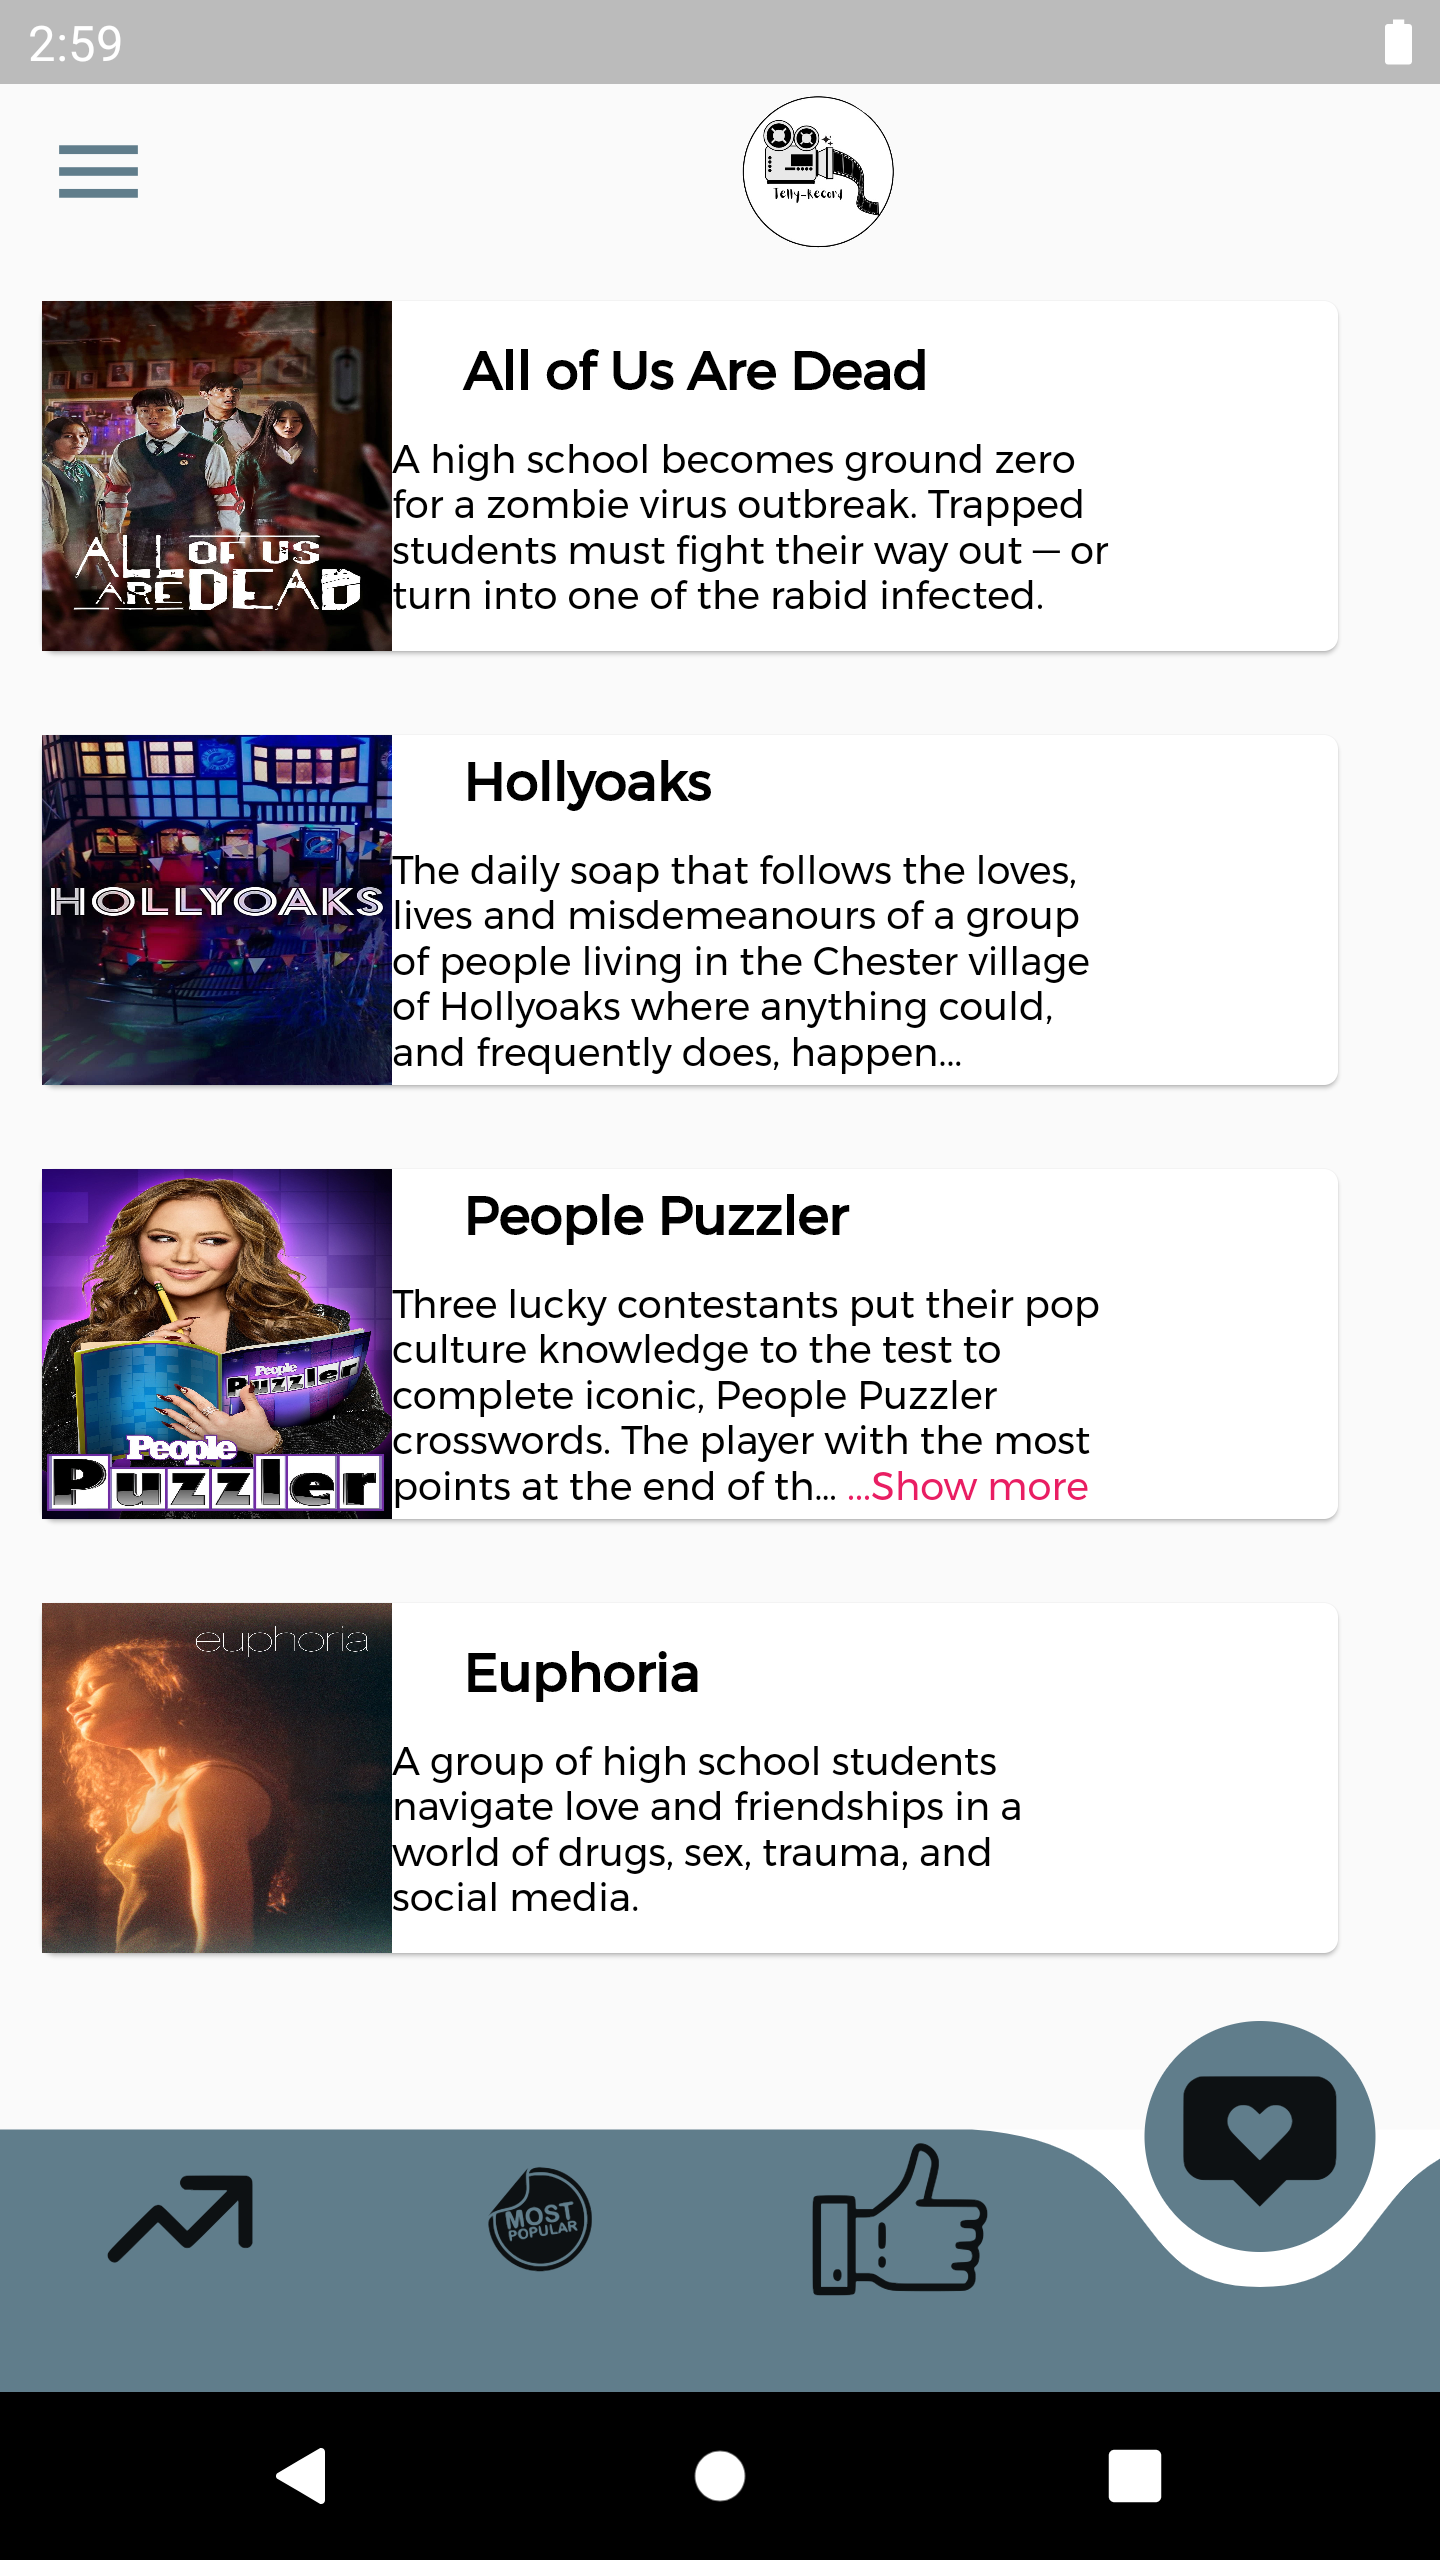 2:59
Telly-Record
All of Us Are Dead
A high school becomes ground zero
for a zombie virus outbreak. Trapped
students must fight their way out — or
turn into one of the rabid infected.
ALL OF US
ARE DEAD
Hollyoaks
The daily soap that follows the loves,
lives and misdemeanours of a group
of people living in the Chester village
of Hollyoaks where anything could,
and frequently does, happen...
HOLLYOAKS
People Puzzler
Three lucky contestants put their pop
culture knowledge to the test to
complete iconic, People Puzzler
crosswords. The player with the most
points at the end of th... ...Show more
People
Puzzler
People
Puzzler
euphoria
Euphoria
A group of high school students
navigate love and friendships in a
world of drugs, sex, trauma, and
social media.
MOST
POPULAR